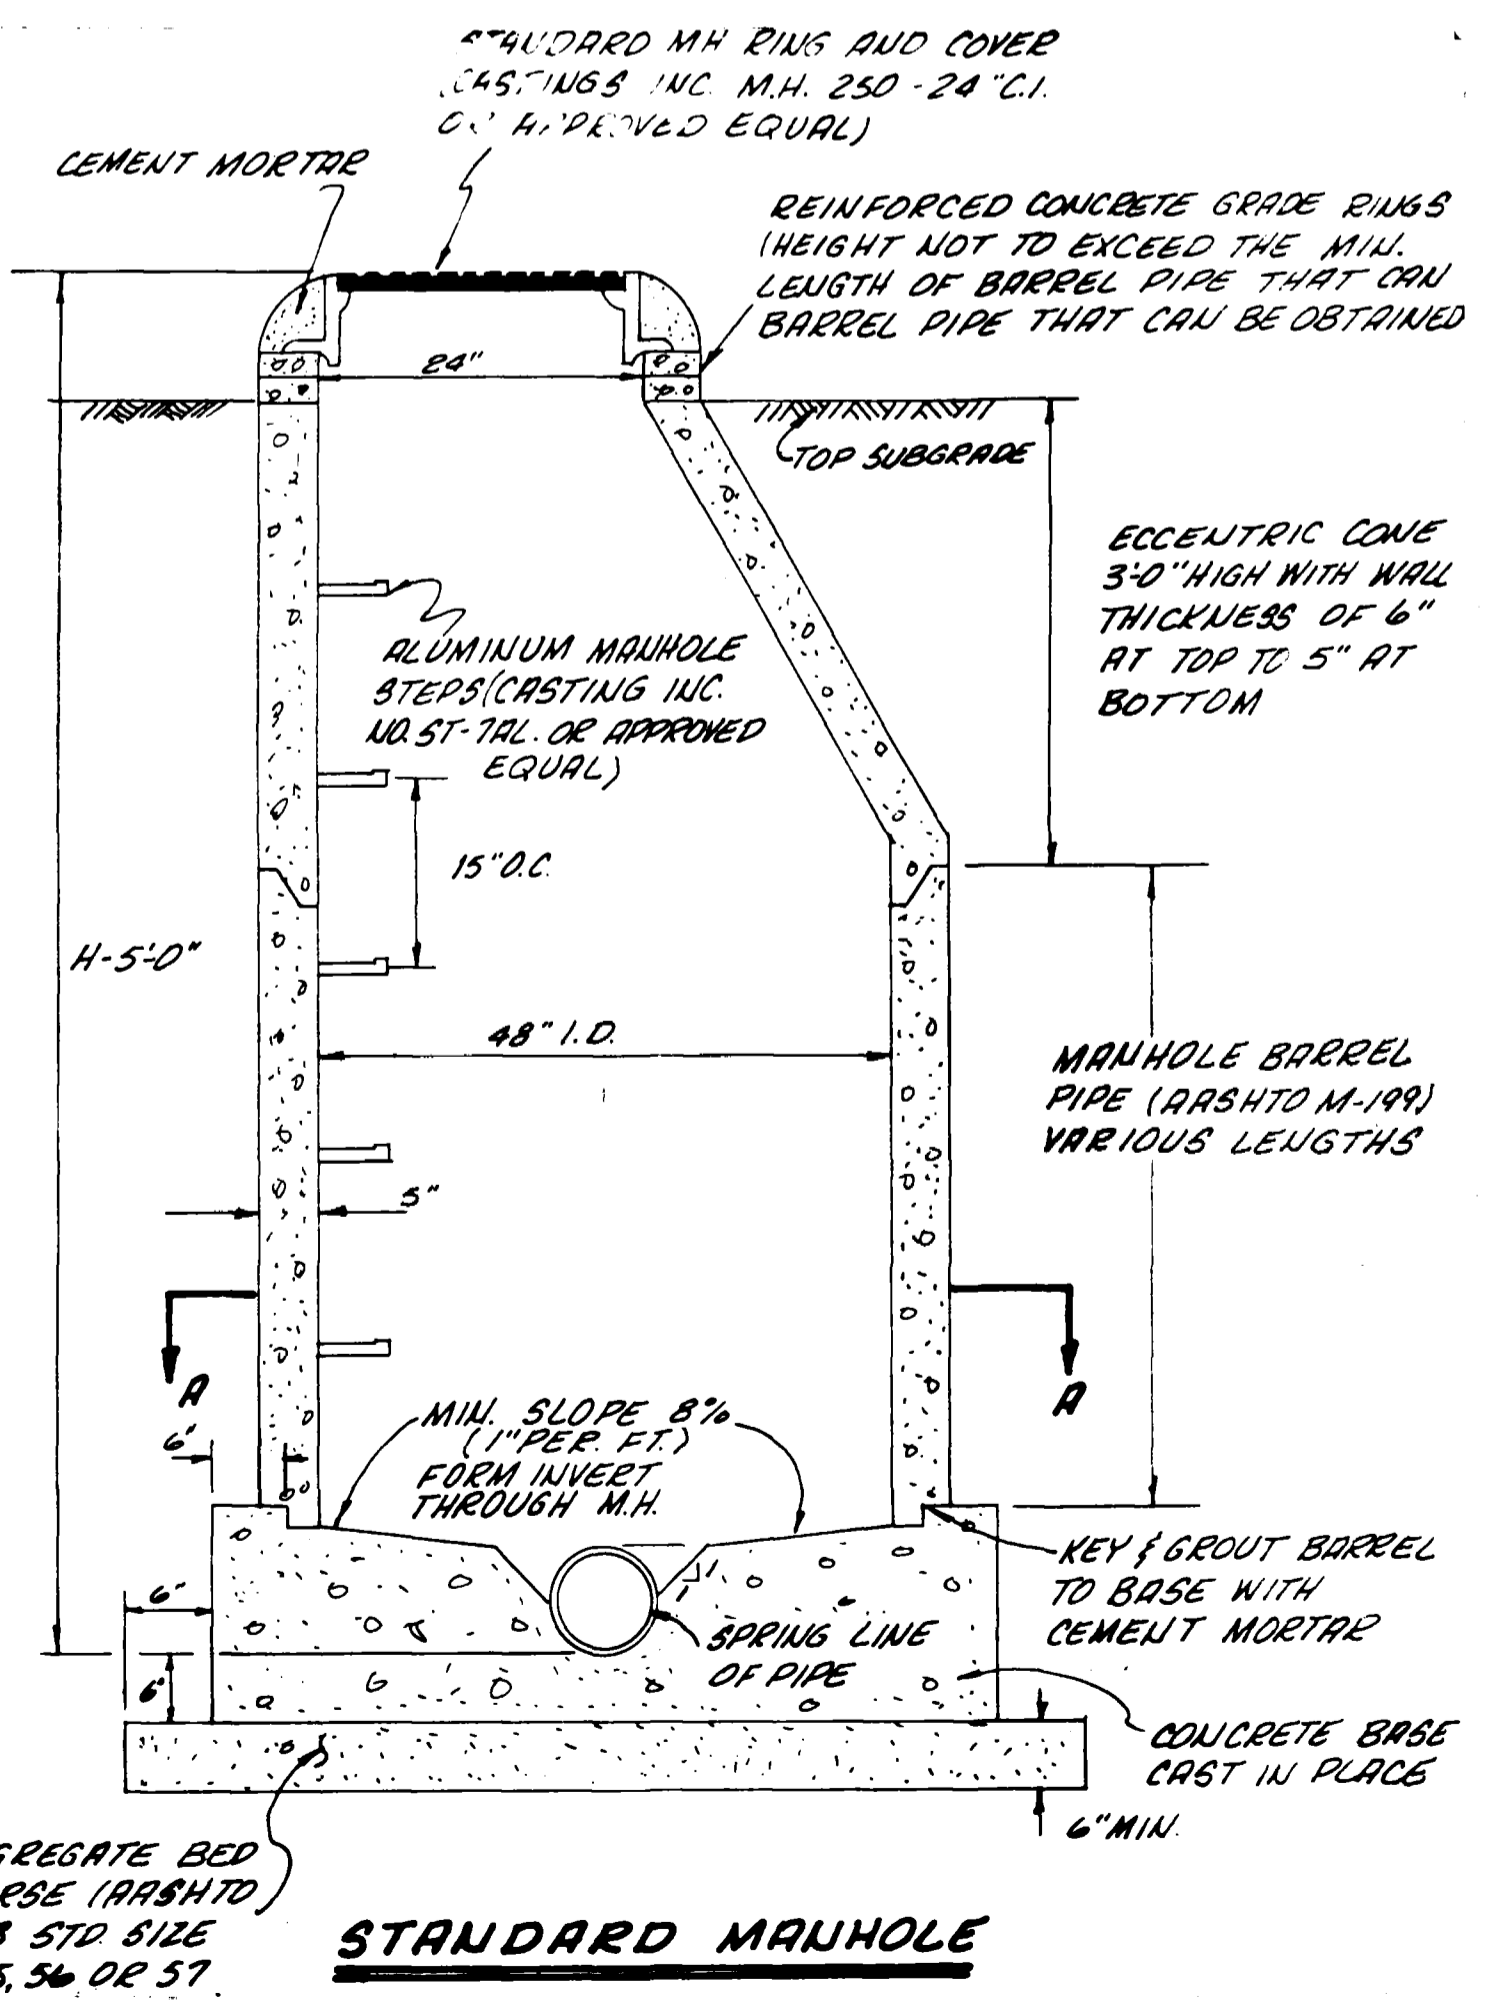 STANDARD MH RING AND COVER
CASTINGS INC. M.H. 250-24"C.I.
OR APPROVED EQUAL)
CEMENT MORTAR
REINFORCED CONCRETE GRADE RINGS
(HEIGHT NOT TO EXCEED THE MIN.
LENGTH OF BARREL PIPE THAT CAN
BARREL PIPE THAT CAN BE OBTAINED
24"
TOP SUBGRADE
ECCENTRIC CONE
3'-0" HIGH WITH WALL
THICKNESS OF 6"
AT TOP TO 5" AT
BOTTOM
ALUMINUM MANHOLE
STEPS (CASTING INC.
NO. ST-7AL. OR APPROVED
EQUAL)
15" O.C.
H-5'-0"
48" I.D.
MANHOLE BARREL
PIPE (AASHTO M-199)
VARIOUS LENGTHS
5"
A
A
6"
MIN. SLOPE 8%
(1" PER. FT.)
FORM INVERT
THROUGH M.H.
KEY & GROUT BARREL
TO BASE WITH
CEMENT MORTAR
6"
SPRING LINE
OF PIPE
6"
CONCRETE BASE
CAST IN PLACE
6" MIN.
GREGATE BED
RSE (AASHTO)
STD. SIZE
56 OR 57
STANDARD MANHOLE